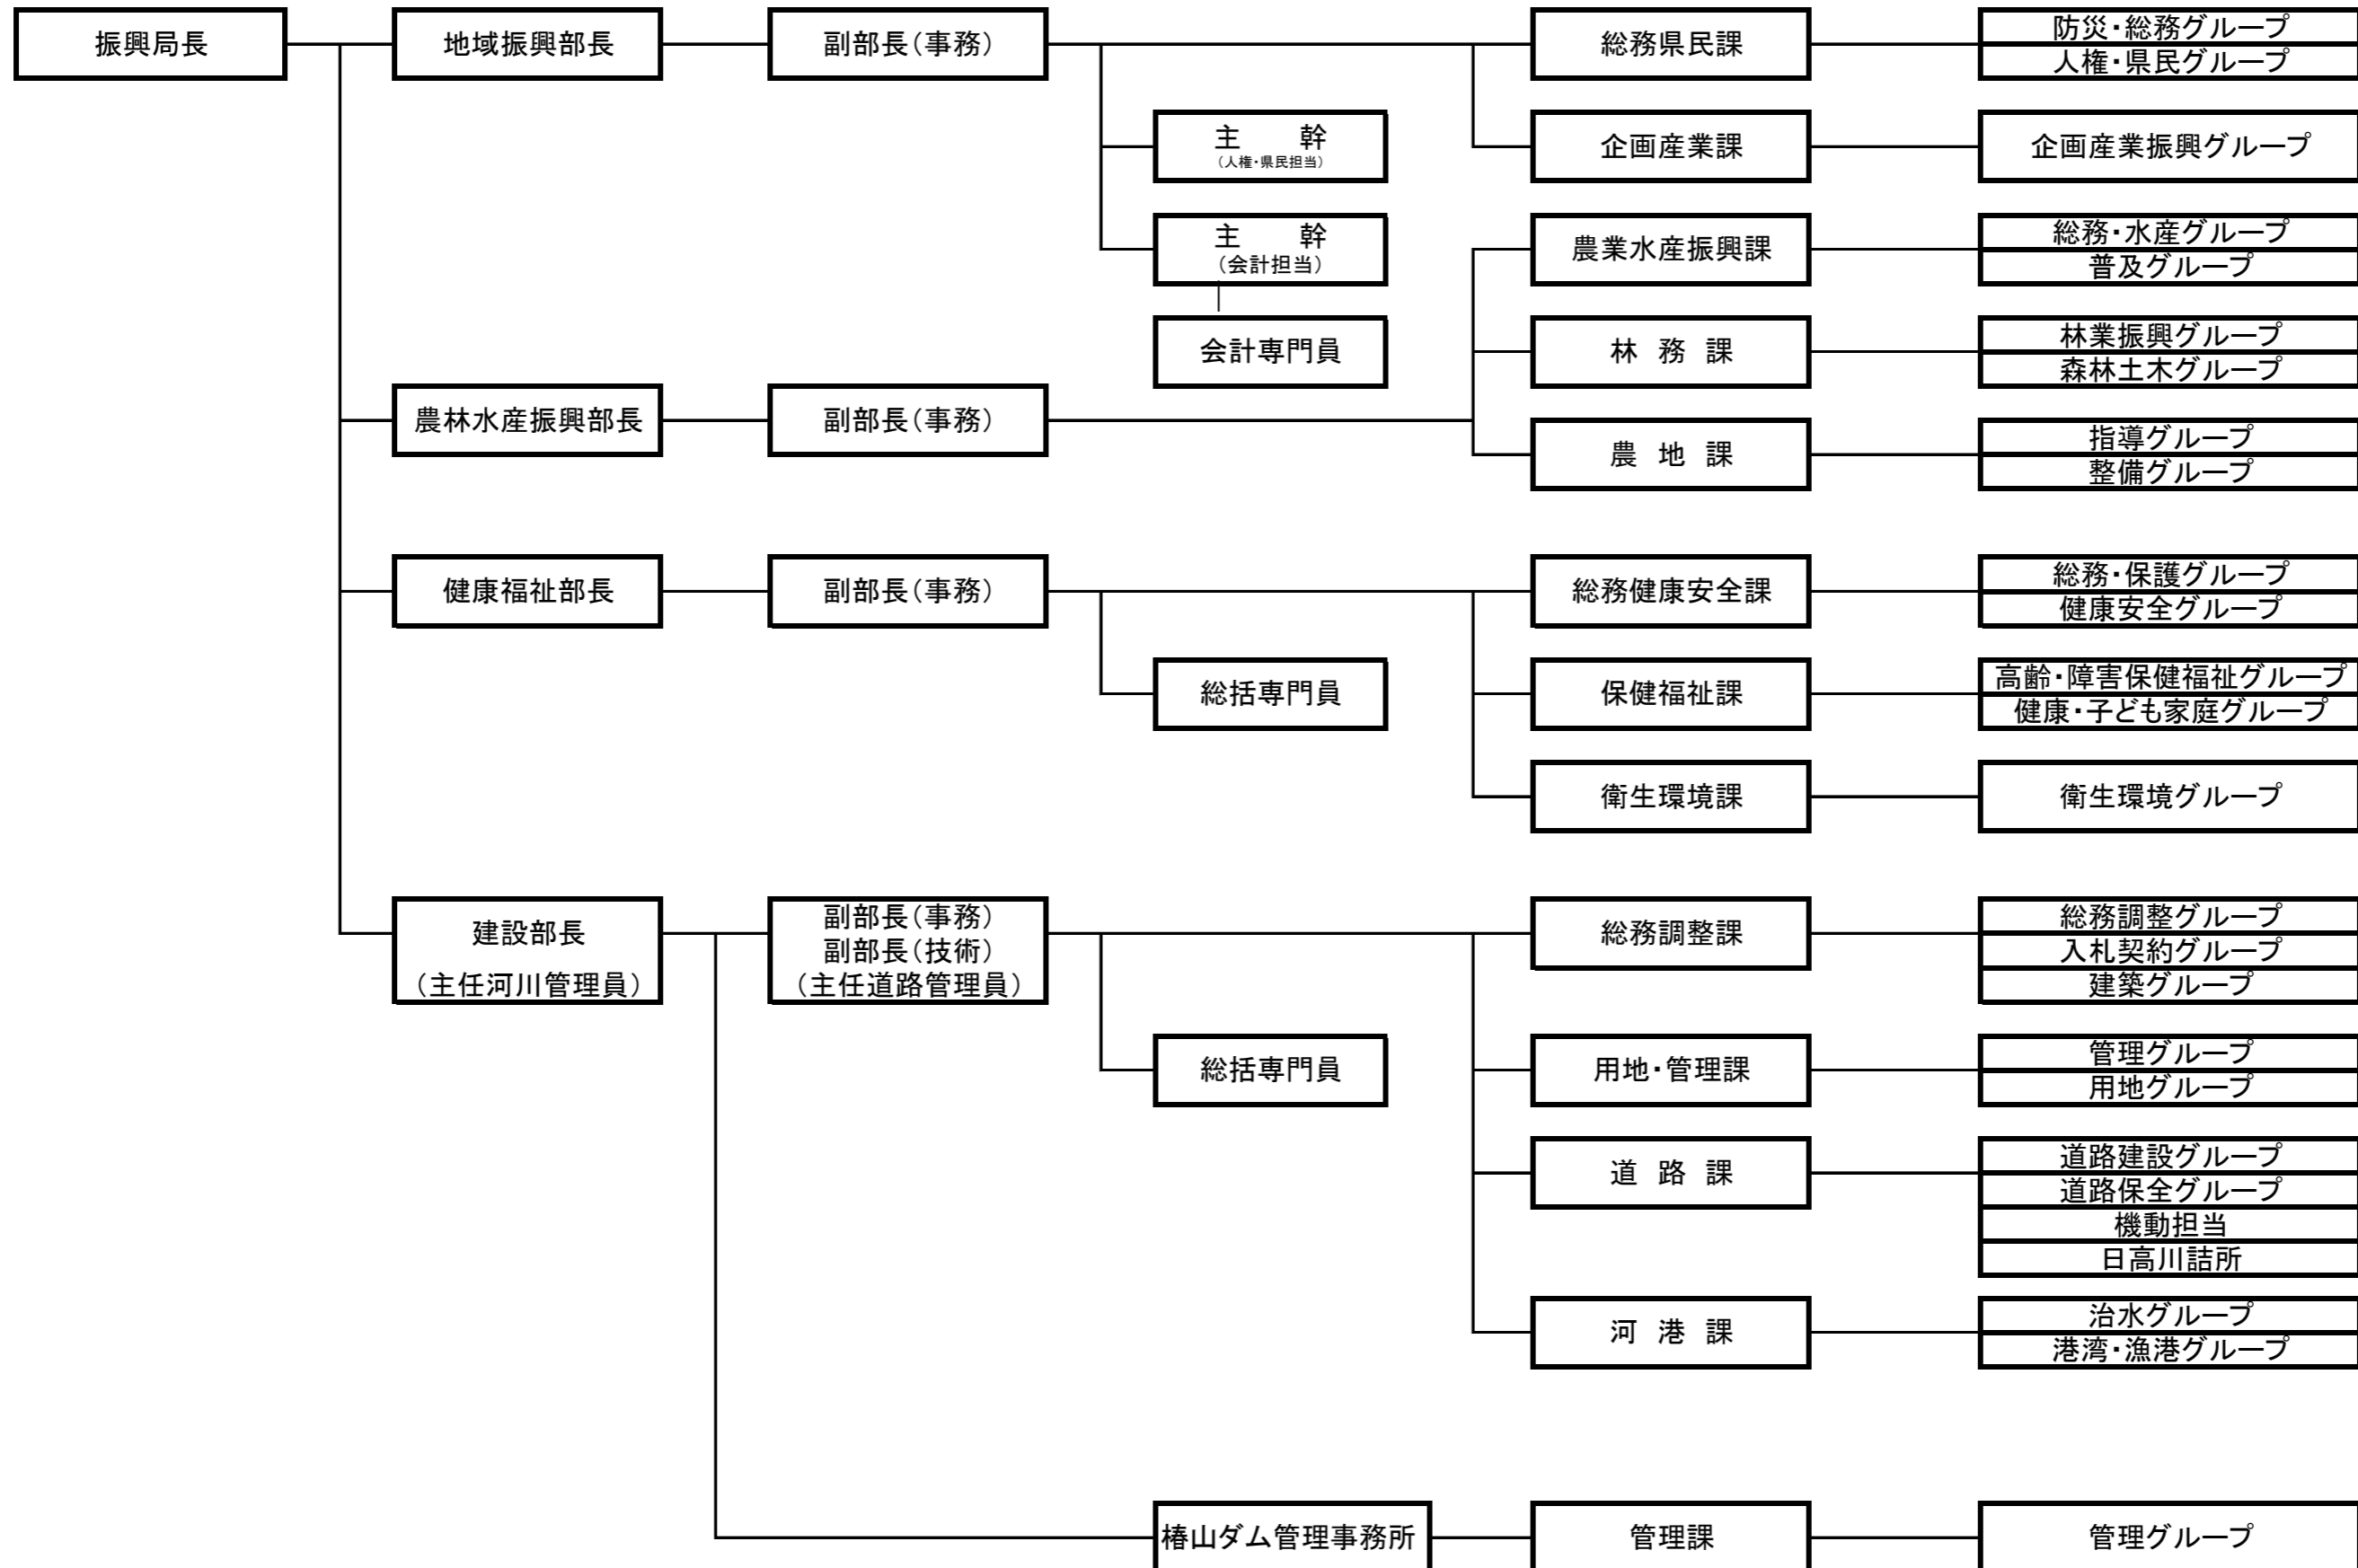 振興局長
地域振興部長
副部長（事務）
総務県民課
防災・総務グループ
人権・県民グループ
主　　幹
（人権・県民担当）
企画産業課
企画産業振興グループ
主　　幹
（会計担当）
農業水産振興課
総務・水産グループ
普及グループ
会計専門員
林　務　課
林業振興グループ
森林土木グループ
農林水産振興部長
副部長（事務）
農　地　課
指導グループ
整備グループ
健康福祉部長
副部長（事務）
総務健康安全課
総務・保護グループ
健康安全グループ
総括専門員
保健福祉課
高齢・障害保健福祉グループ
健康・子ども家庭グループ
衛生環境課
衛生環境グループ
建設部長
（主任河川管理員）
副部長（事務）
副部長（技術）
（主任道路管理員）
総務調整課
総務調整グループ
入札契約グループ
建築グループ
総括専門員
用地・管理課
管理グループ
用地グループ
道　路　課
道路建設グループ
道路保全グループ
機動担当
日高川詰所
河　港　課
治水グループ
港湾・漁港グループ
椿山ダム管理事務所
管理課
管理グループ